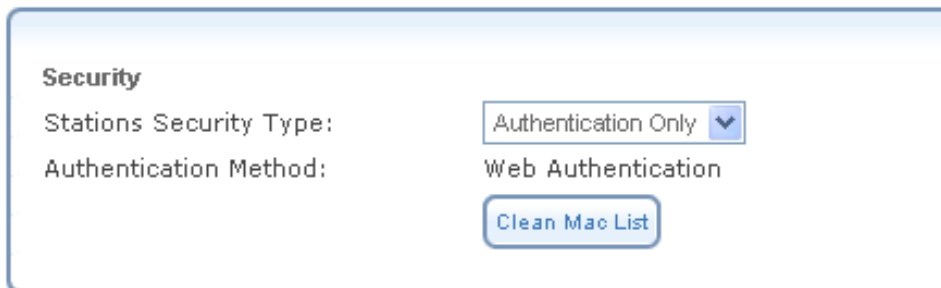 Security
Stations Security Type: Authentication Only
Authentication Method: Web Authentication
Clean Mac List